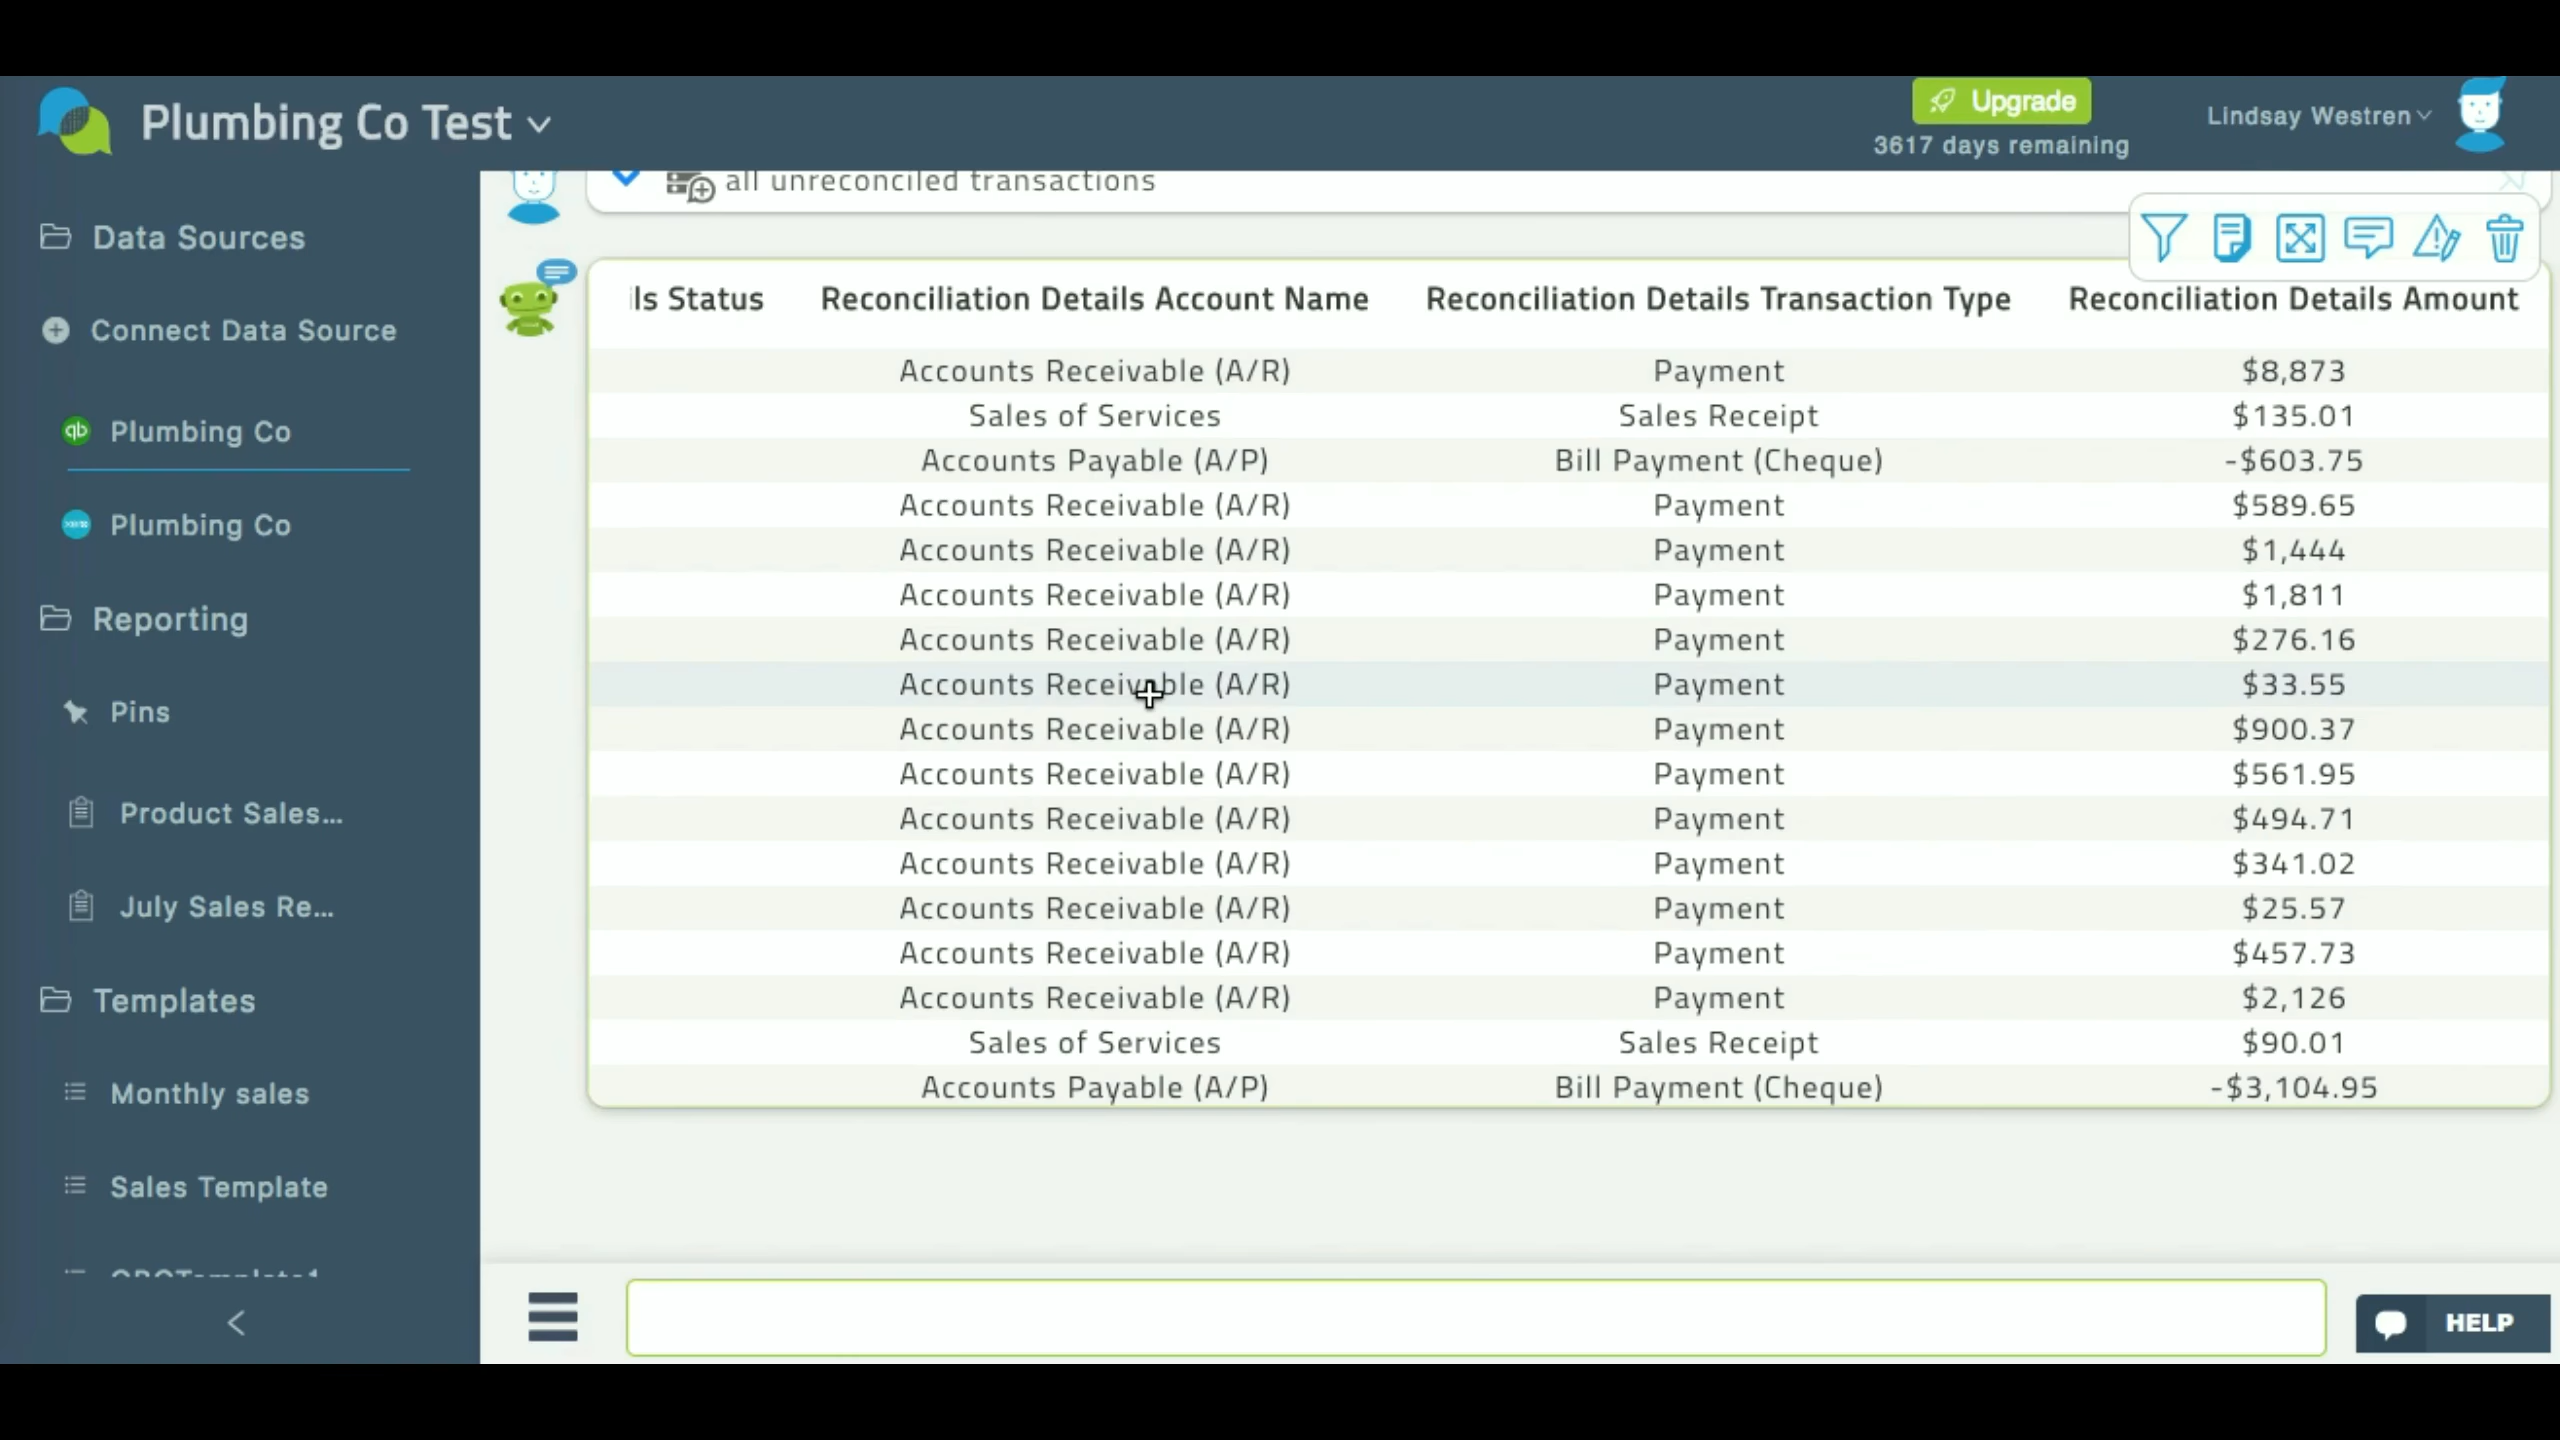 Plumbing Co Test
Upgrade
3617 days remaining
Lindsay Westren
Data Sources
Connect Data Source
qb Plumbing Co
xero Plumbing Co
Reporting
Pins
Product Sales...
July Sales Re...
Templates
Monthly sales
Sales Template
all unreconciled transactions
ls Status Reconciliation Details Account Name Reconciliation Details Transaction Type Reconciliation Details Amount
Accounts Receivable (A/R) Payment $8,873
Sales of Services Sales Receipt $135.01
Accounts Payable (A/P) Bill Payment (Cheque) -$603.75
Accounts Receivable (A/R) Payment $589.65
Accounts Receivable (A/R) Payment $1,444
Accounts Receivable (A/R) Payment $1,811
Accounts Receivable (A/R) Payment $276.16
Accounts Receivable (A/R) Payment $33.55
Accounts Receivable (A/R) Payment $900.37
Accounts Receivable (A/R) Payment $561.95
Accounts Receivable (A/R) Payment $494.71
Accounts Receivable (A/R) Payment $341.02
Accounts Receivable (A/R) Payment $25.57
Accounts Receivable (A/R) Payment $457.73
Accounts Receivable (A/R) Payment $2,126
Sales of Services Sales Receipt $90.01
Accounts Payable (A/P) Bill Payment (Cheque) -$3,104.95
HELP